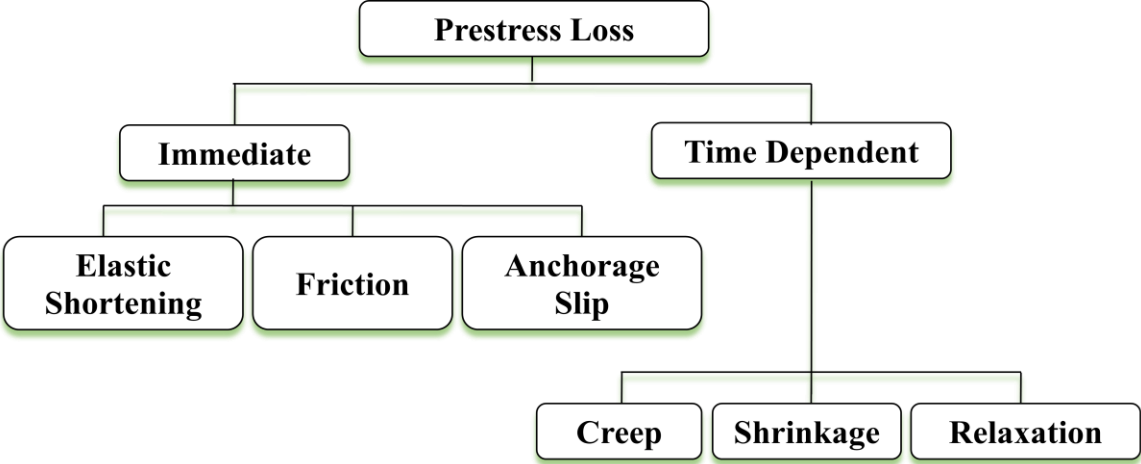 Prestress Loss
Immediate
Time Dependent
Elastic
Shortening
Friction
Anchorage
Slip
Creep
Shrinkage
Relaxation